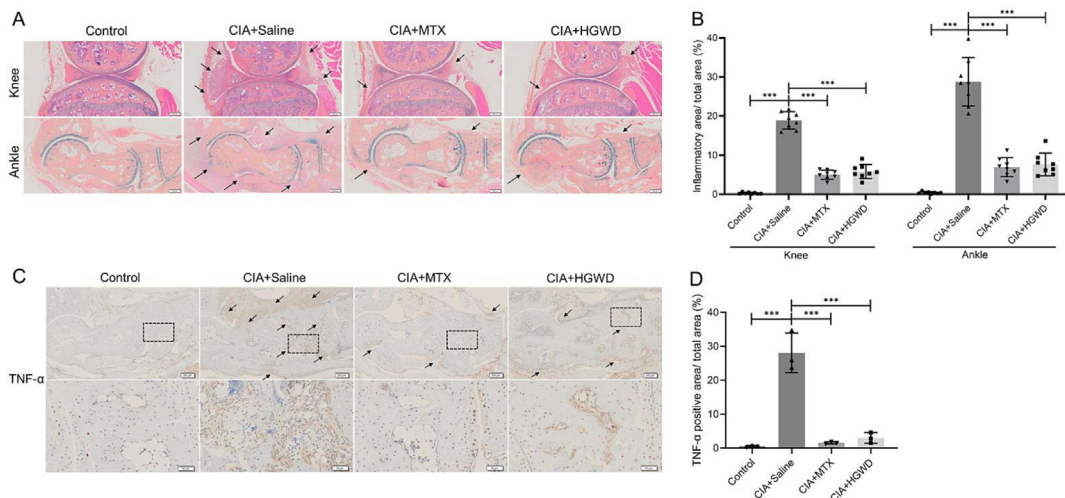 A
Control
CIA+Saline
CIA+MTX
CIA+HGWD
Knee
Ankle
B
Inflammatory area/ total area (%)
40
30
20
10
0
***
***
***
***
***
***
Control
CIA+Saline
CIA+MTX
CIA+HGWD
Control
CIA+Saline
CIA+MTX
CIA+HGWD
Knee
Ankle
C
Control
CIA+Saline
CIA+MTX
CIA+HGWD
TNF-α
D
TNF-α positive area/ total area (%)
40
30
20
10
0
***
***
***
Control
CIA+Saline
CIA+MTX
CIA+HGWD